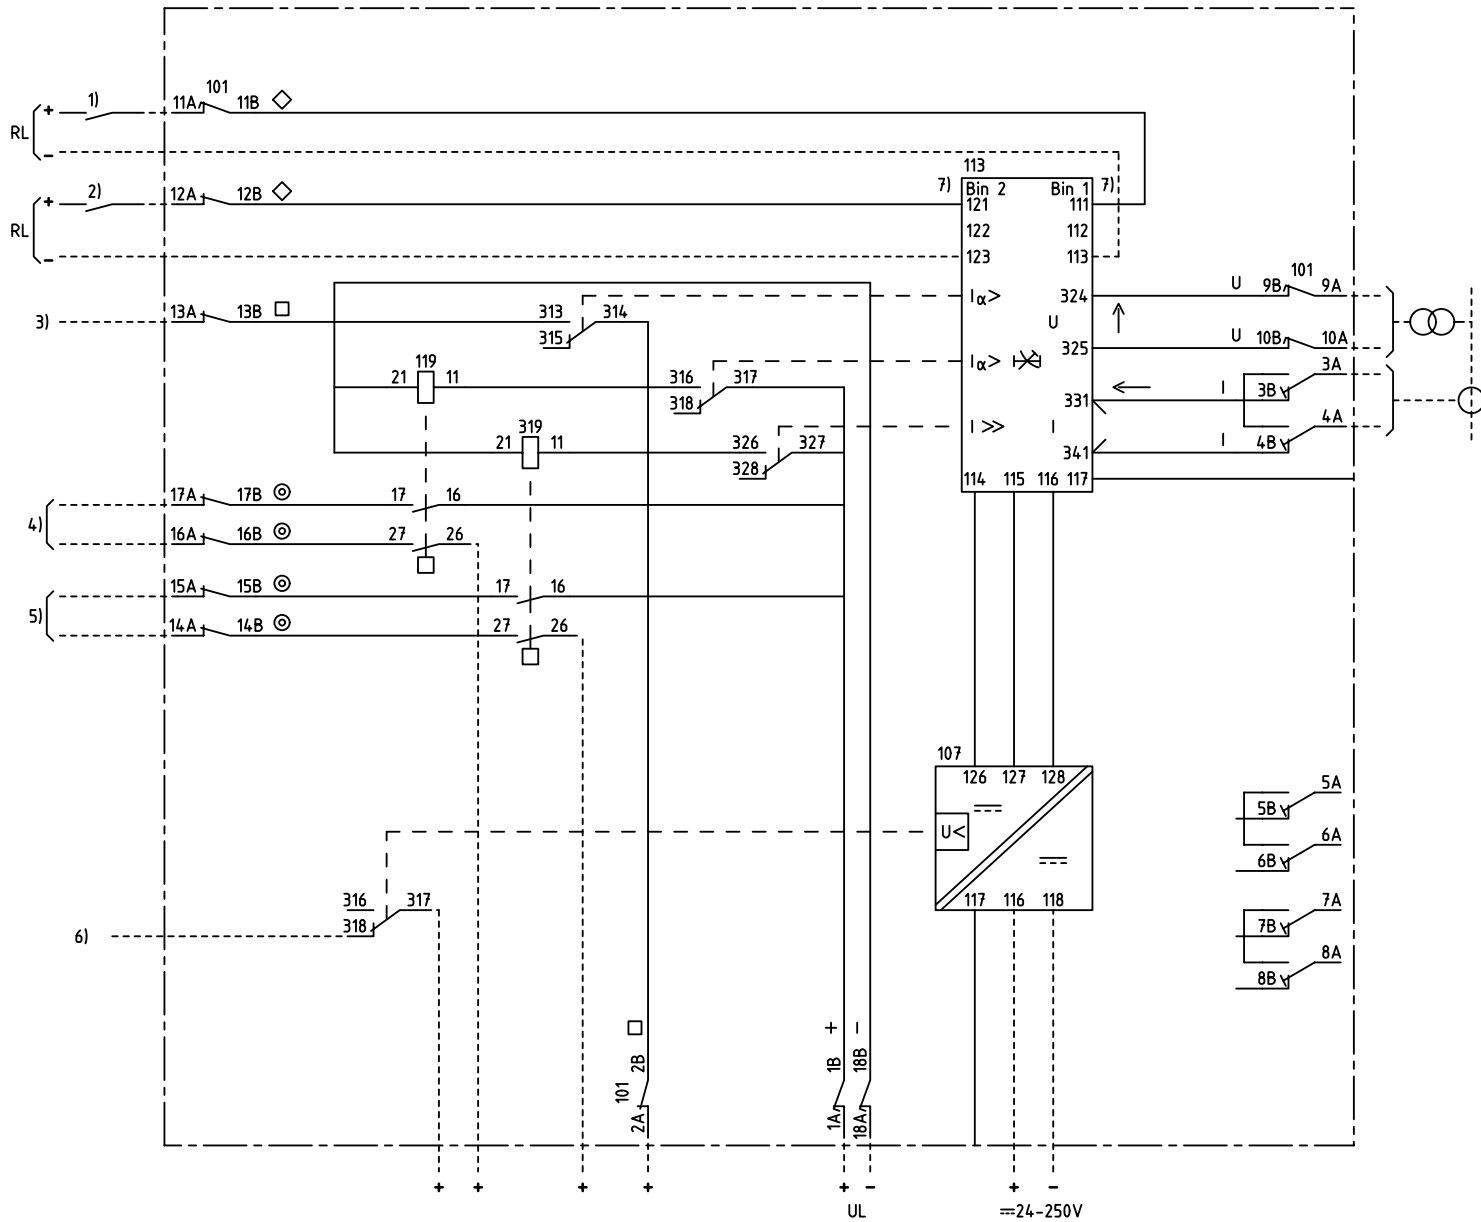 1) 11A 101 11B
+
RL
-
113
7) Bin 2 Bin 1 7)
2) 12A 12B 121 111
+
RL
122 112
-
123 113
U 9B 101 9A
Iα> 324
3) 13A 13B 313 314 U
315 U 10B 10A
325
119 Iα> 3A
21 11 316 317 I 3B
318 331
319 4A
21 11 326 327 I >> I I 4B
328 341
114 115 116 117
17A 17B 17 16
4)
16A 16B 27 26
15A 15B 17 16
5)
14A 14B 27 26
107
126 127 128
5A
5B
U<
6A
6B
316 317 117 116 118 7A
318 7B
6)
8A
8B
+ -
2B 1B 18B
101
2A 1A 18A
+ + + + + - + -
UL 24-250V